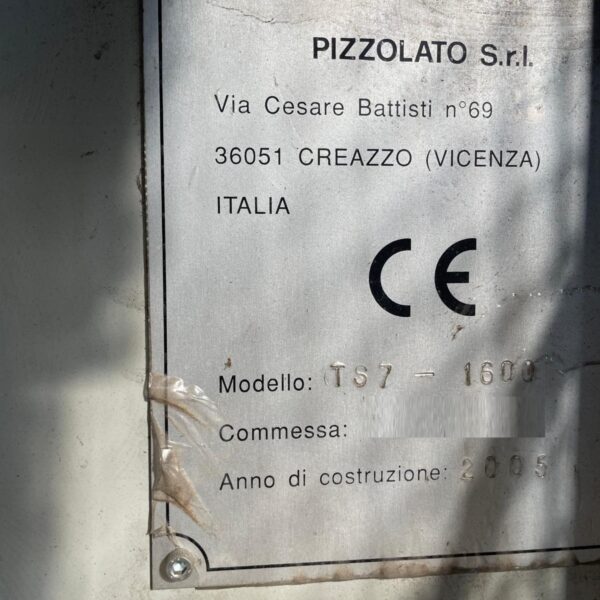 PIZZOLATO S.r.l.
Via Cesare Battisti n°69
36051 CREAZZO (VICENZA)
ITALIA
CE
Modello: TS7 - 1600
Commessa:
Anno di costruzione: 2005